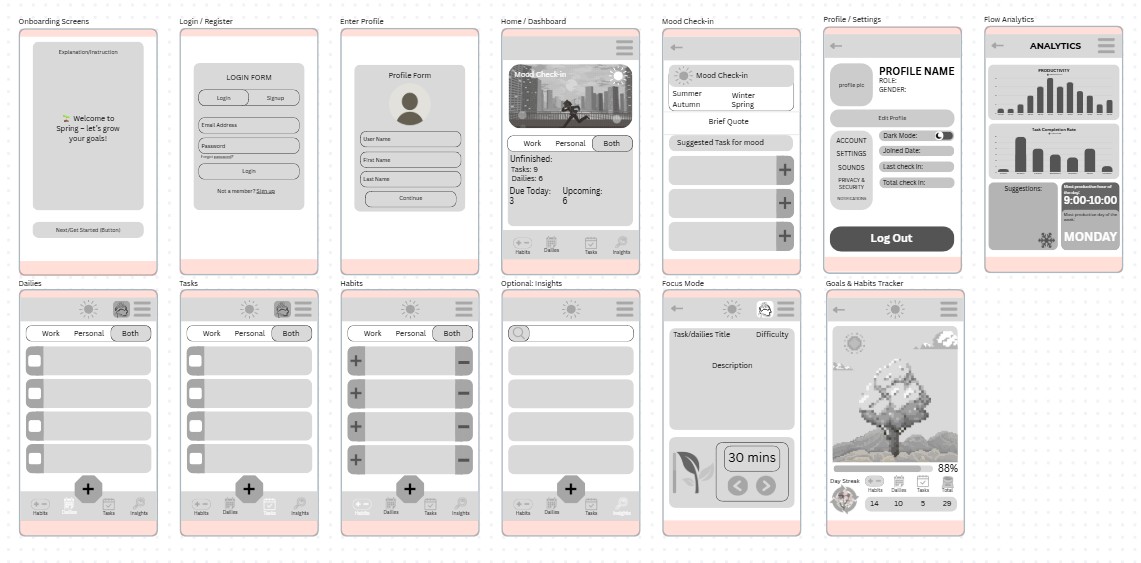 Onboarding Screens
Explanation/Instruction
🌱 Welcome to
Spring – let's grow
your goals!
Next/Get Started (Button)
Login / Register
LOGIN FORM
Login Signup
Email Address
Password
Forgot password?
Login
Not a member? Sign up
Enter Profile
Profile Form
User Name
First Name
Last Name
Continue
Home / Dashboard
Mood Check-in
Work Personal Both
Unfinished:
Tasks: 9
Dailies: 6
Due Today: Upcoming:
3 6
Habits Dailies Tasks Insights
Mood Check-in
Mood Check-in
Summer Winter
Autumn Spring
Brief Quote
Suggested Task for mood
Profile / Settings
profile pic
PROFILE NAME
ROLE:
GENDER:
Edit Profile
ACCOUNT
SETTINGS
SOUNDS
PRIVACY &
SECURITY
NOTIFICATIONS
Dark Mode:
Joined Date:
Last check in:
Total check in:
Log Out
Flow Analytics
ANALYTICS
PRODUCTIVITY
Task Completion Rate
Suggestions:
Most productive hour of
the day:
9:00-10:00
Most productive day of the
week:
MONDAY
Dailies
Work Personal Both
Habits Dailies Tasks Insights
Tasks
Work Personal Both
Habits Dailies Tasks Insights
Habits
Work Personal Both
Habits Dailies Tasks Insights
Optional: Insights
Habits Dailies Tasks Insights
Focus Mode
Task/dailies Title Difficulty
Description
30 mins
Goals & Habits Tracker
88%
Day Streak
Habits Dailies Tasks Total
14 10 5 29